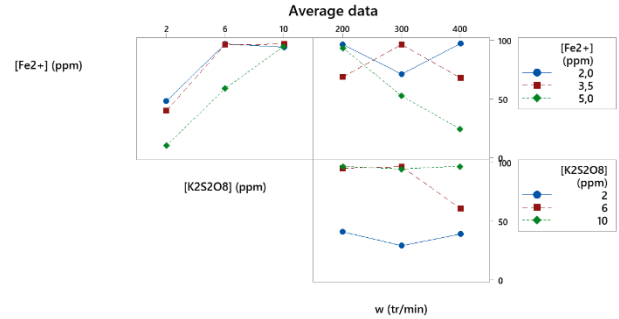 Average data
2 6 10 200 300 400
[Fe2+] (ppm)
100
50
0
[Fe2+]
(ppm)
2,0
3,5
5,0
[K2S2O8] (ppm)
100
50
0
[K2S2O8]
(ppm)
2
6
10
w (tr/min)